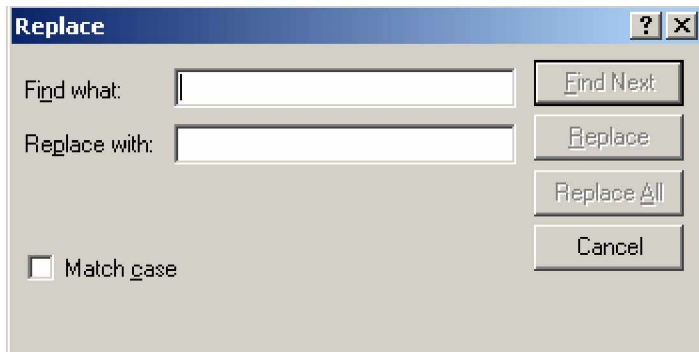 Replace
Find what:
Find Next
Replace with:
Replace
Replace All
Cancel
Match case